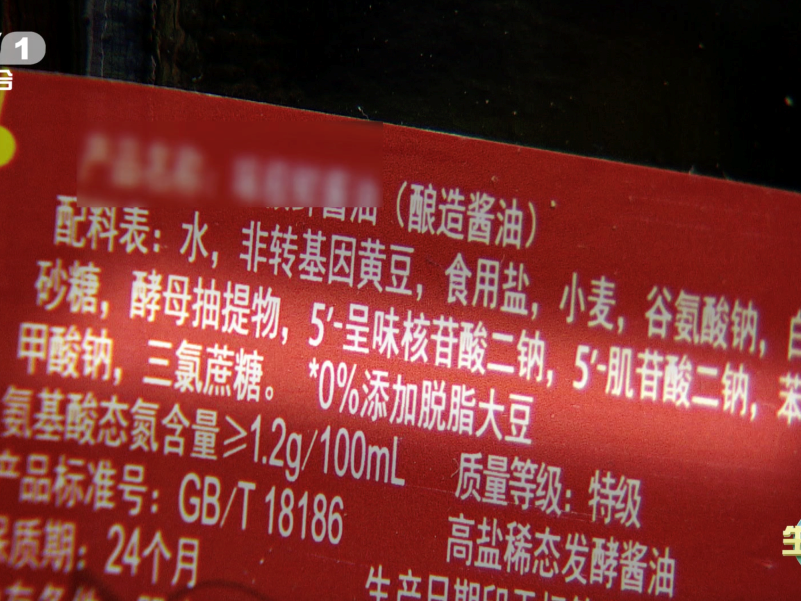 1
酱油（酿造酱油）
配料表：水，非转基因黄豆，食用盐，小麦，谷氨酸钠，白
砂糖，酵母抽提物，5′-呈味核苷酸二钠，5′-肌苷酸二钠，苯
甲酸钠，三氯蔗糖。 *0%添加脱脂大豆
氨基酸态氮含量≥1.2g/100mL 质量等级：特级
产品标准号：GB/T 18186 高盐稀态发酵酱油
保质期：24个月